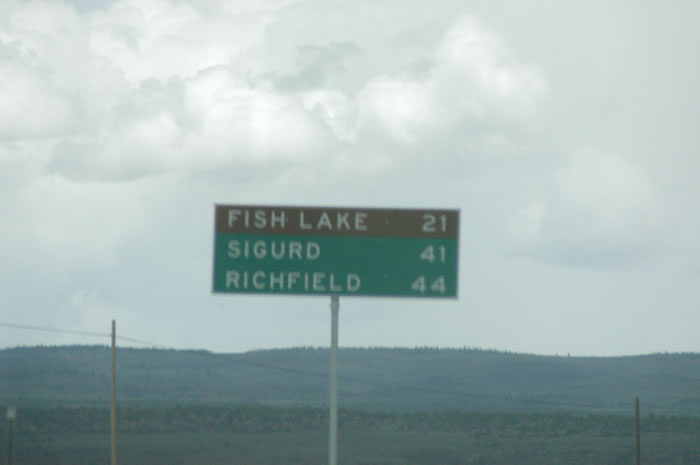 FISH LAKE 21
SIGURD 41
RICHFIELD 44